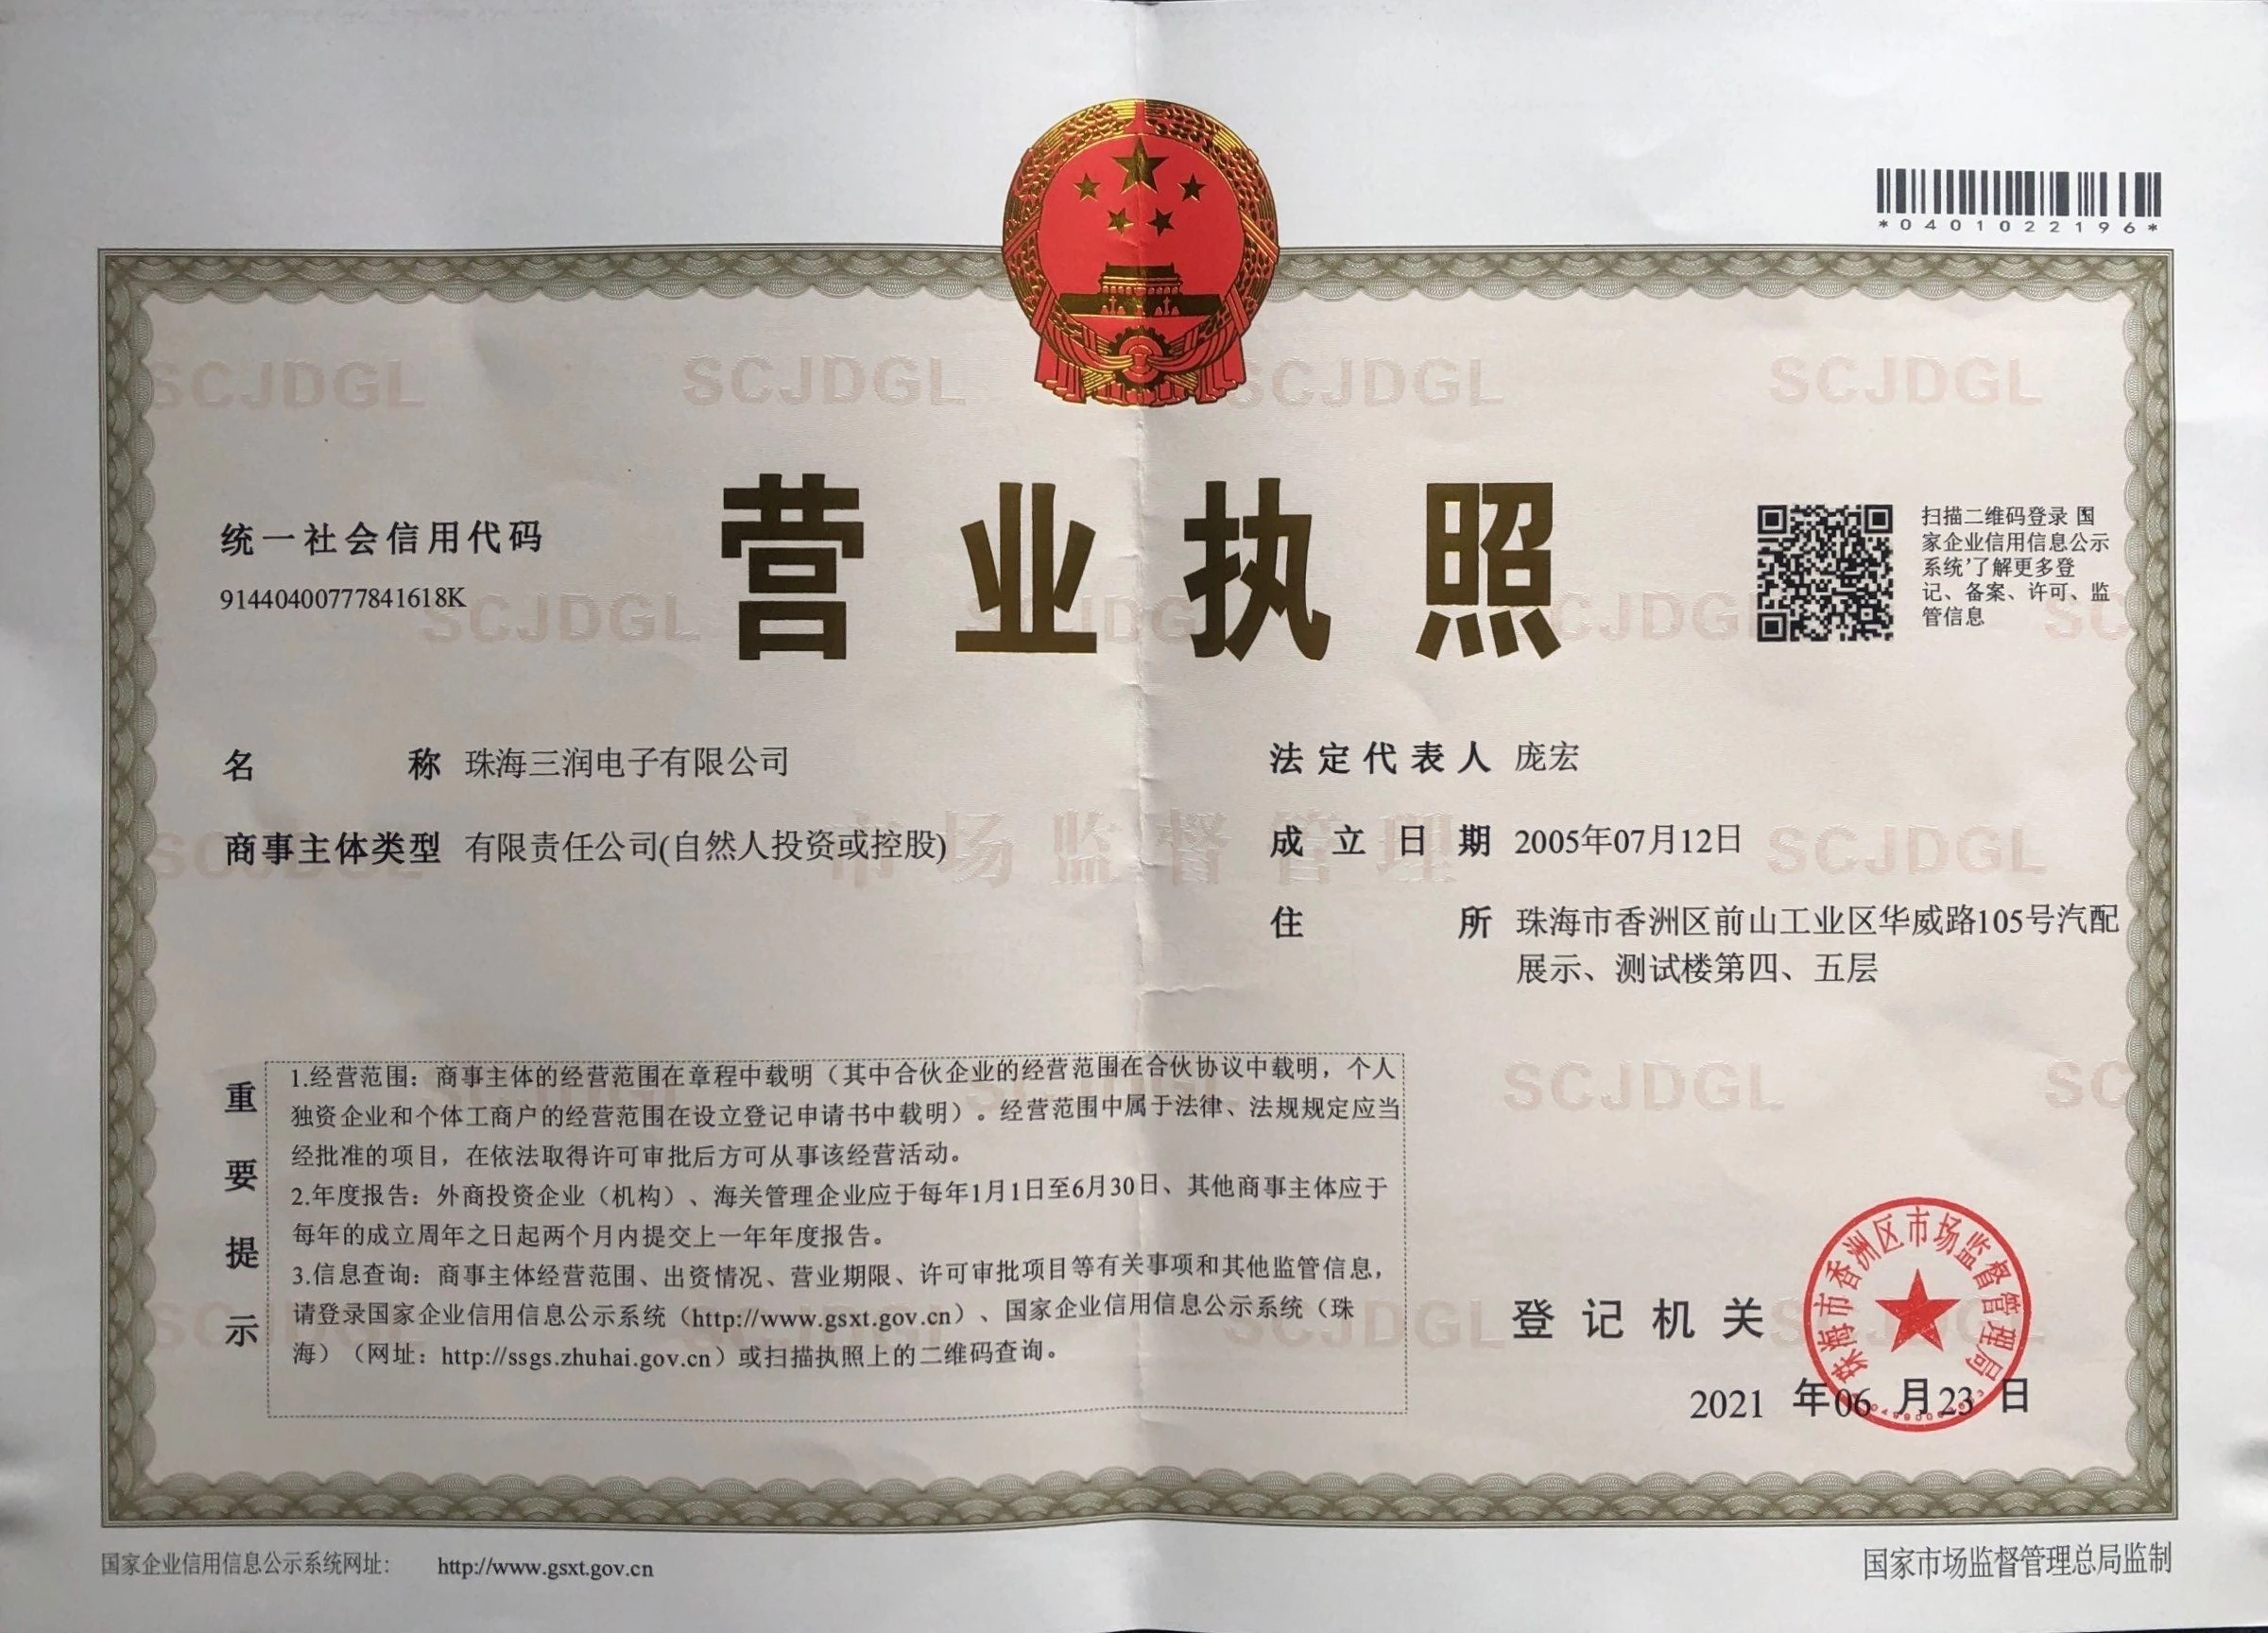 *0401022196*
营业执照
统一社会信用代码
91440400777841618K
扫描二维码登录 国
家企业信用信息公示
系统’了解更多登
记、备案、许可、监
管信息
名 称 珠海三润电子有限公司
商事主体类型 有限责任公司(自然人投资或控股)
法定代表人 庞宏
成立日期 2005年07月12日
住 所 珠海市香洲区前山工业区华威路105号汽配
展示、测试楼第四、五层
重要提示
1.经营范围：商事主体的经营范围在章程中载明（其中合伙企业的经营范围在合伙协议中载明，个人
独资企业和个体工商户的经营范围在设立登记申请书中载明）。经营范围中属于法律、法规规定应当
经批准的项目，在依法取得许可审批后方可从事该经营活动。
2.年度报告：外商投资企业（机构）、海关管理企业应于每年1月1日至6月30日、其他商事主体应于
每年的成立周年之日起两个月内提交上一年年度报告。
3.信息查询：商事主体经营范围、出资情况、营业期限、许可审批项目等有关事项和其他监管信息，
请登录国家企业信用信息公示系统（http://www.gsxt.gov.cn）、国家企业信用信息公示系统（珠
海）（网址：http://ssgs.zhuhai.gov.cn）或扫描执照上的二维码查询。
登记机关
珠海市香洲区市场监督管理局
2021 年06 月23 日
国家企业信用信息公示系统网址： http://www.gsxt.gov.cn
国家市场监督管理总局监制
SCJDGL
市场监督管理